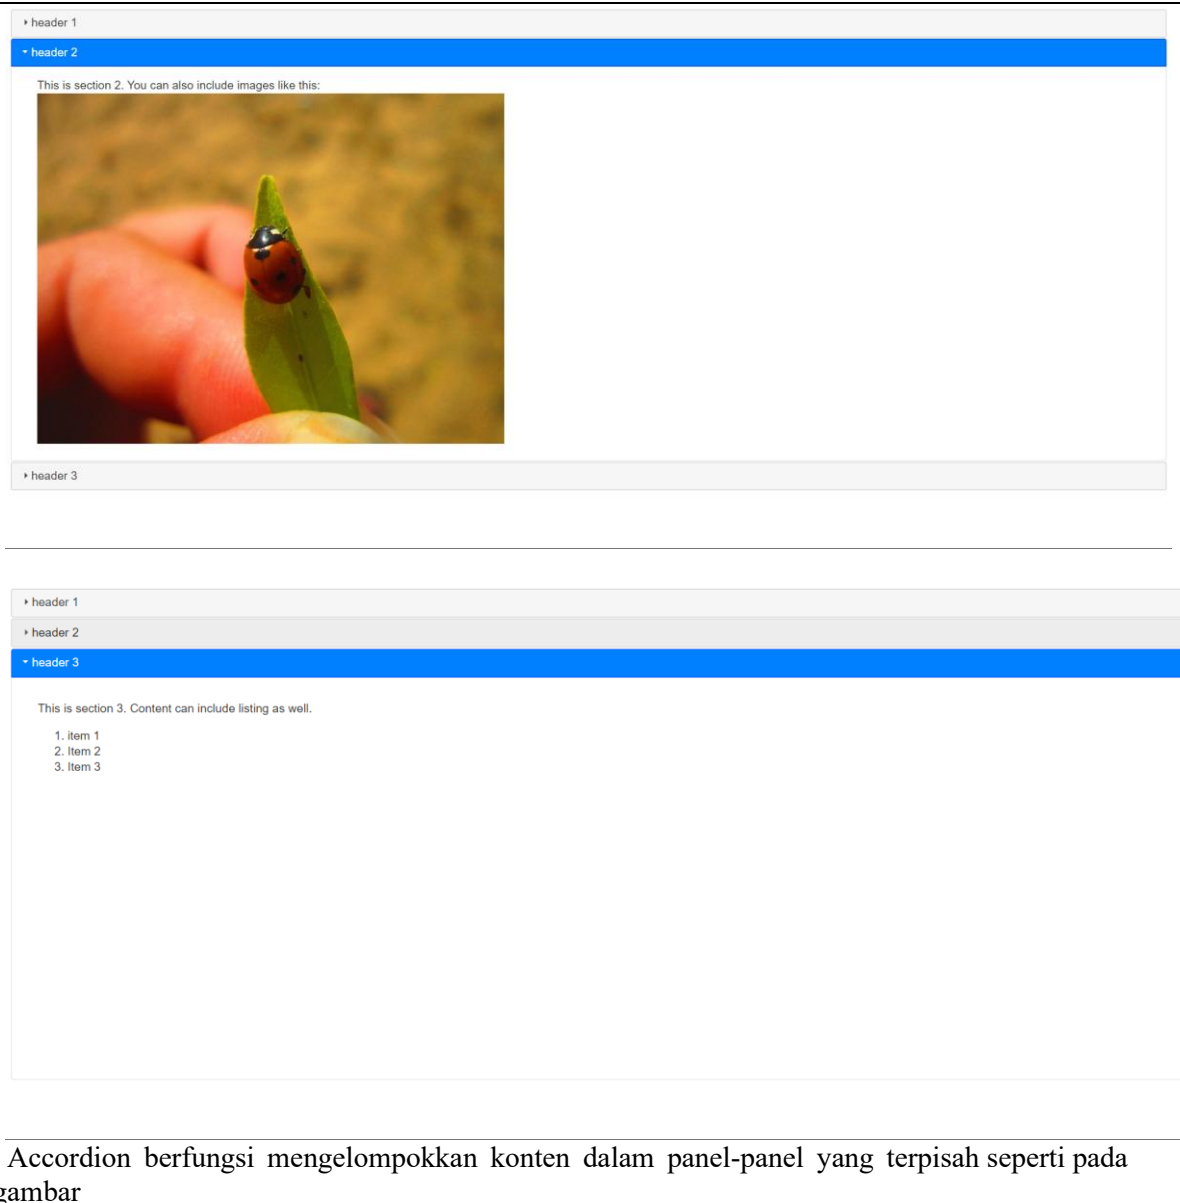 header 1
header 2
This is section 2. You can also include images like this:
header 3
header 1
header 2
header 3
This is section 3. Content can include listing as well.
1. item 1
2. Item 2
3. Item 3
Accordion berfungsi mengelompokkan konten dalam panel-panel yang terpisah seperti pada
gambar